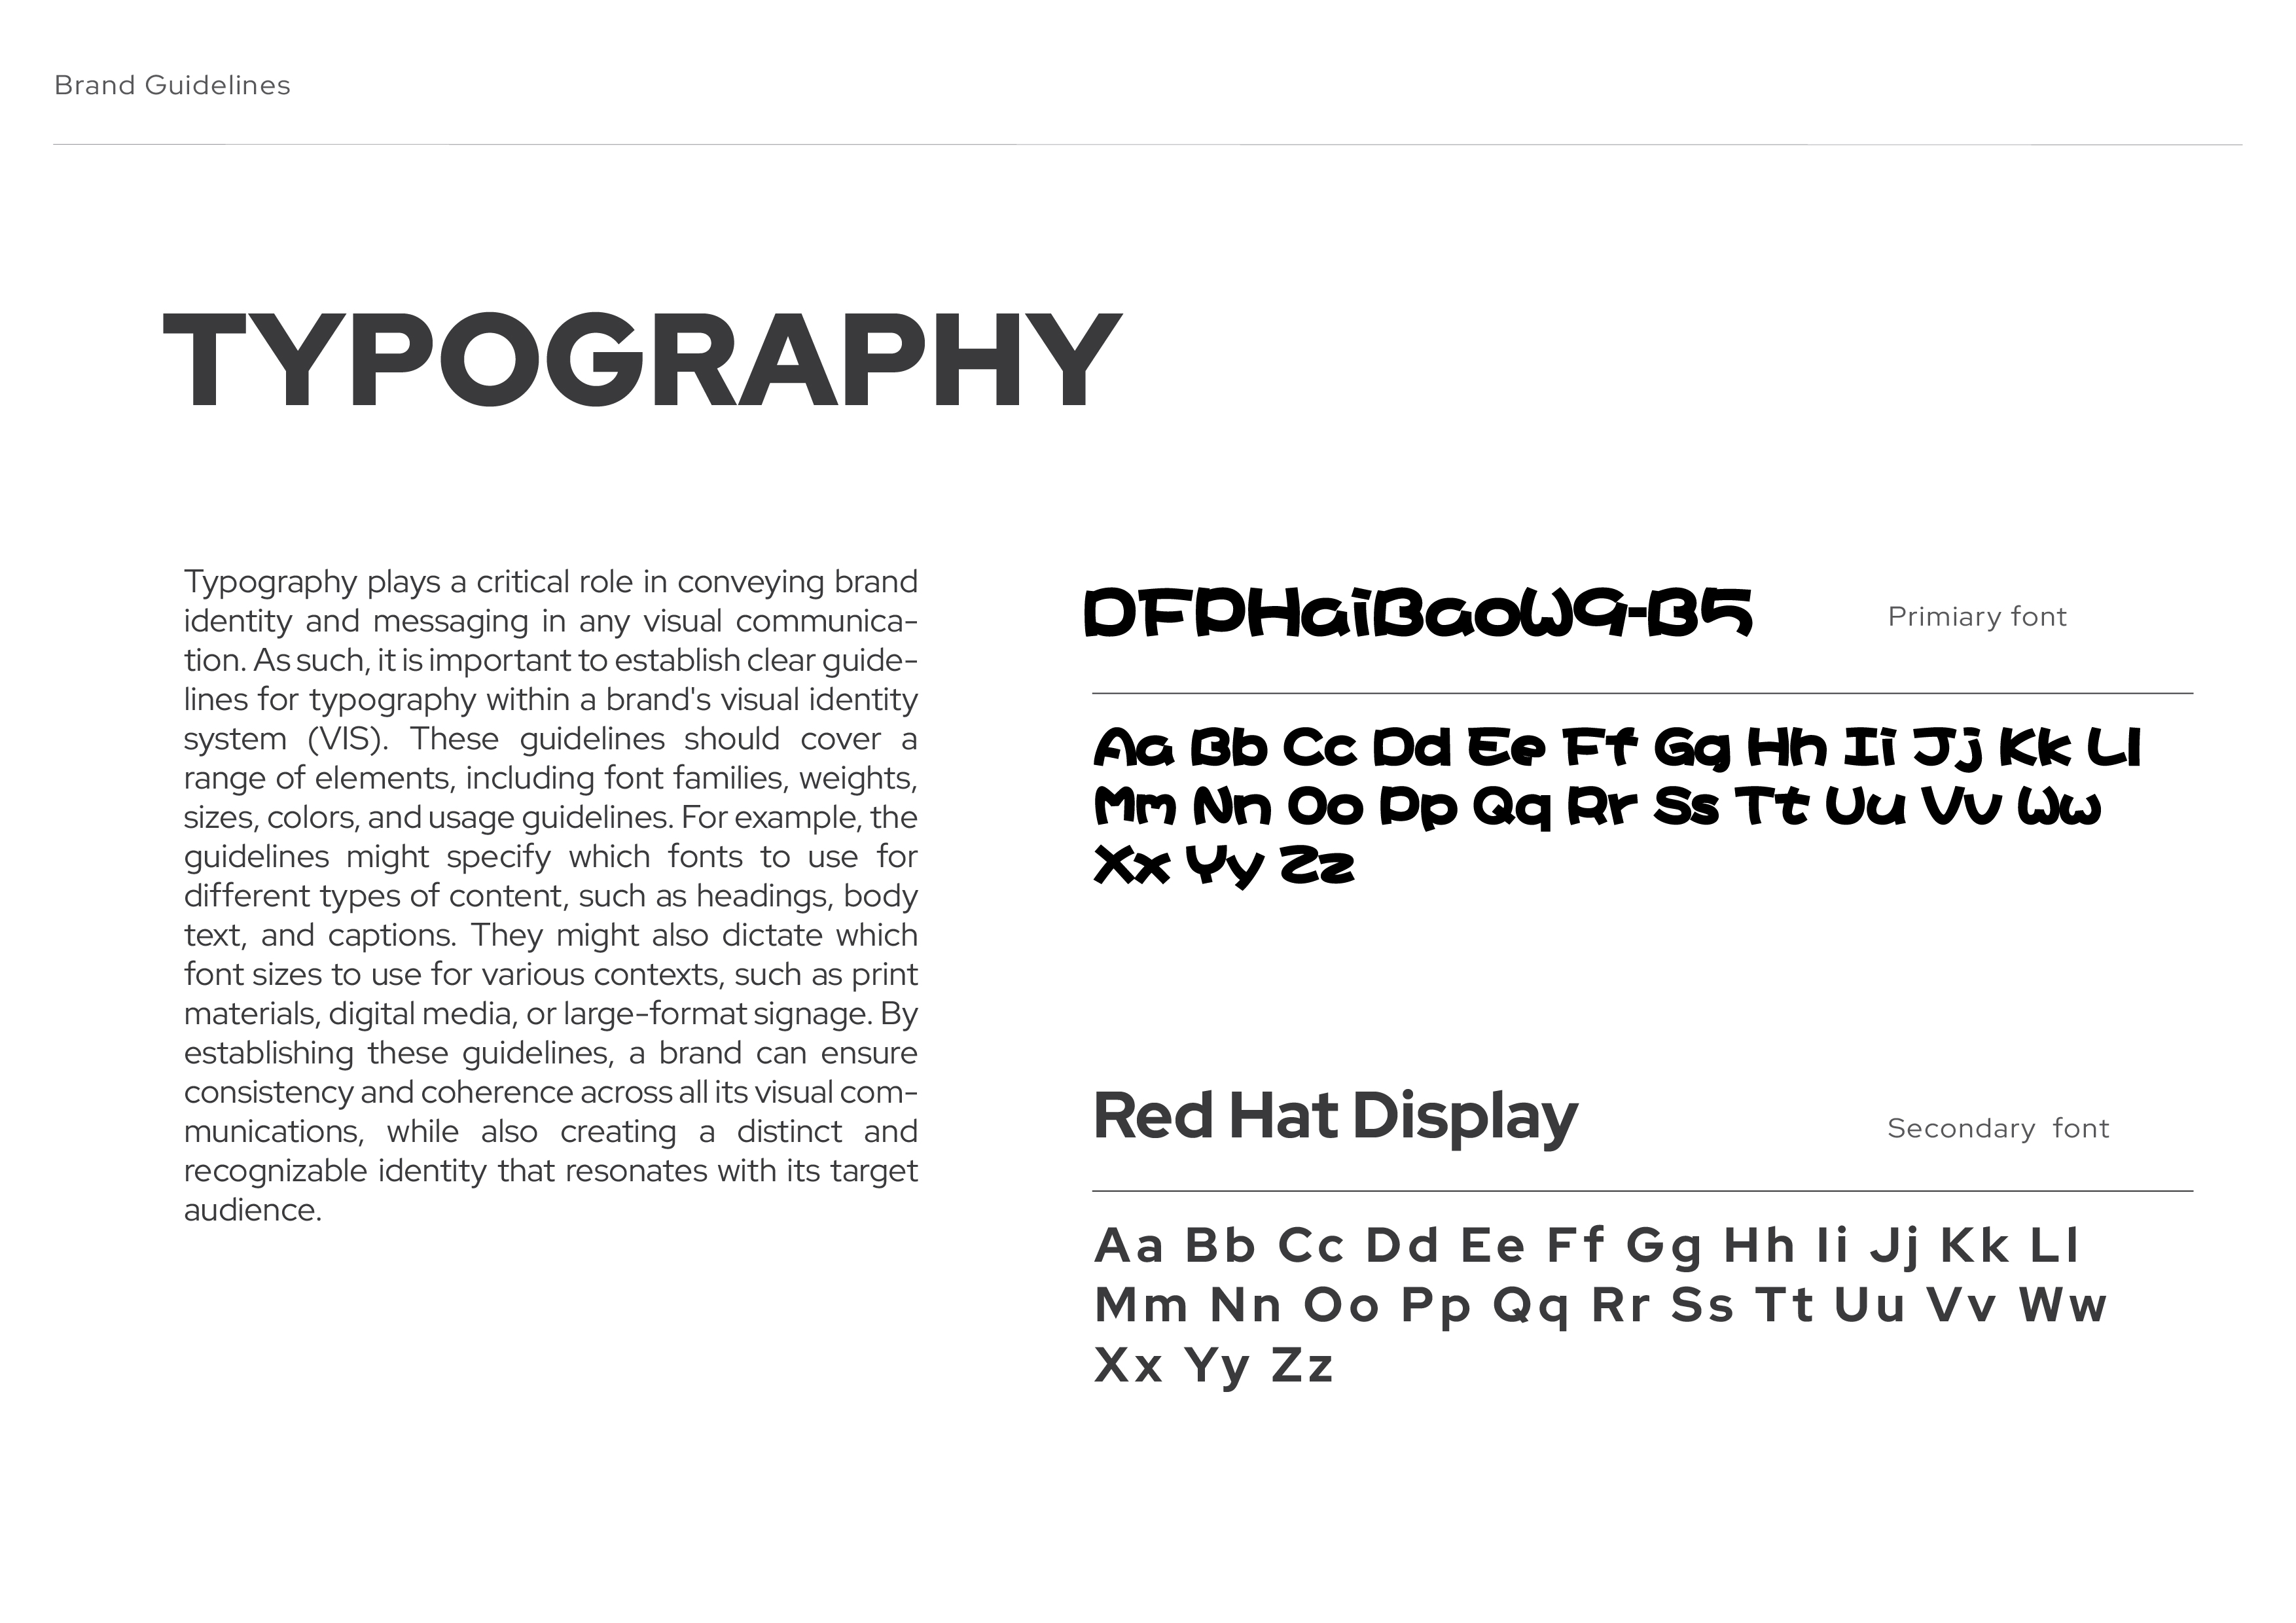 Brand Guidelines
TYPOGRAPHY
Typography plays a critical role in conveying brand
identity and messaging in any visual communica-
tion. As such, it is important to establish clear guide-
lines for typography within a brand's visual identity
system (VIS). These guidelines should cover a
range of elements, including font families, weights,
sizes, colors, and usage guidelines. For example, the
guidelines might specify which fonts to use for
different types of content, such as headings, body
text, and captions. They might also dictate which
font sizes to use for various contexts, such as print
materials, digital media, or large-format signage. By
establishing these guidelines, a brand can ensure
consistency and coherence across all its visual com-
munications, while also creating a distinct and
recognizable identity that resonates with its target
audience.
DFPHaiBaoW9-B5
Primiary font
Aa Bb Cc Dd Ee Ff Gg Hh Ii Jj Kk Ll
Mm Nn Oo Pp Qq Rr Ss Tt Uu Vv Ww
Xx Yy Zz
Red Hat Display
Secondary font
Aa Bb Cc Dd Ee Ff Gg Hh Ii Jj Kk Ll
Mm Nn Oo Pp Qq Rr Ss Tt Uu Vv Ww
Xx Yy Zz